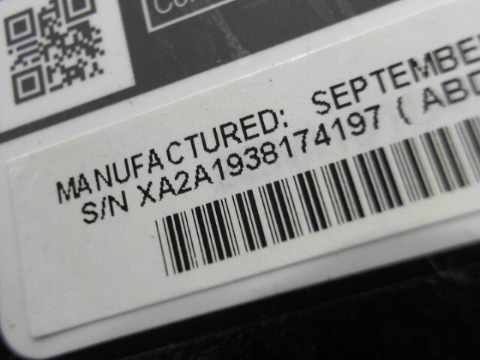 MANUFACTURED: SEPTEMBE
S/N XA2A1938174197 ( ABD